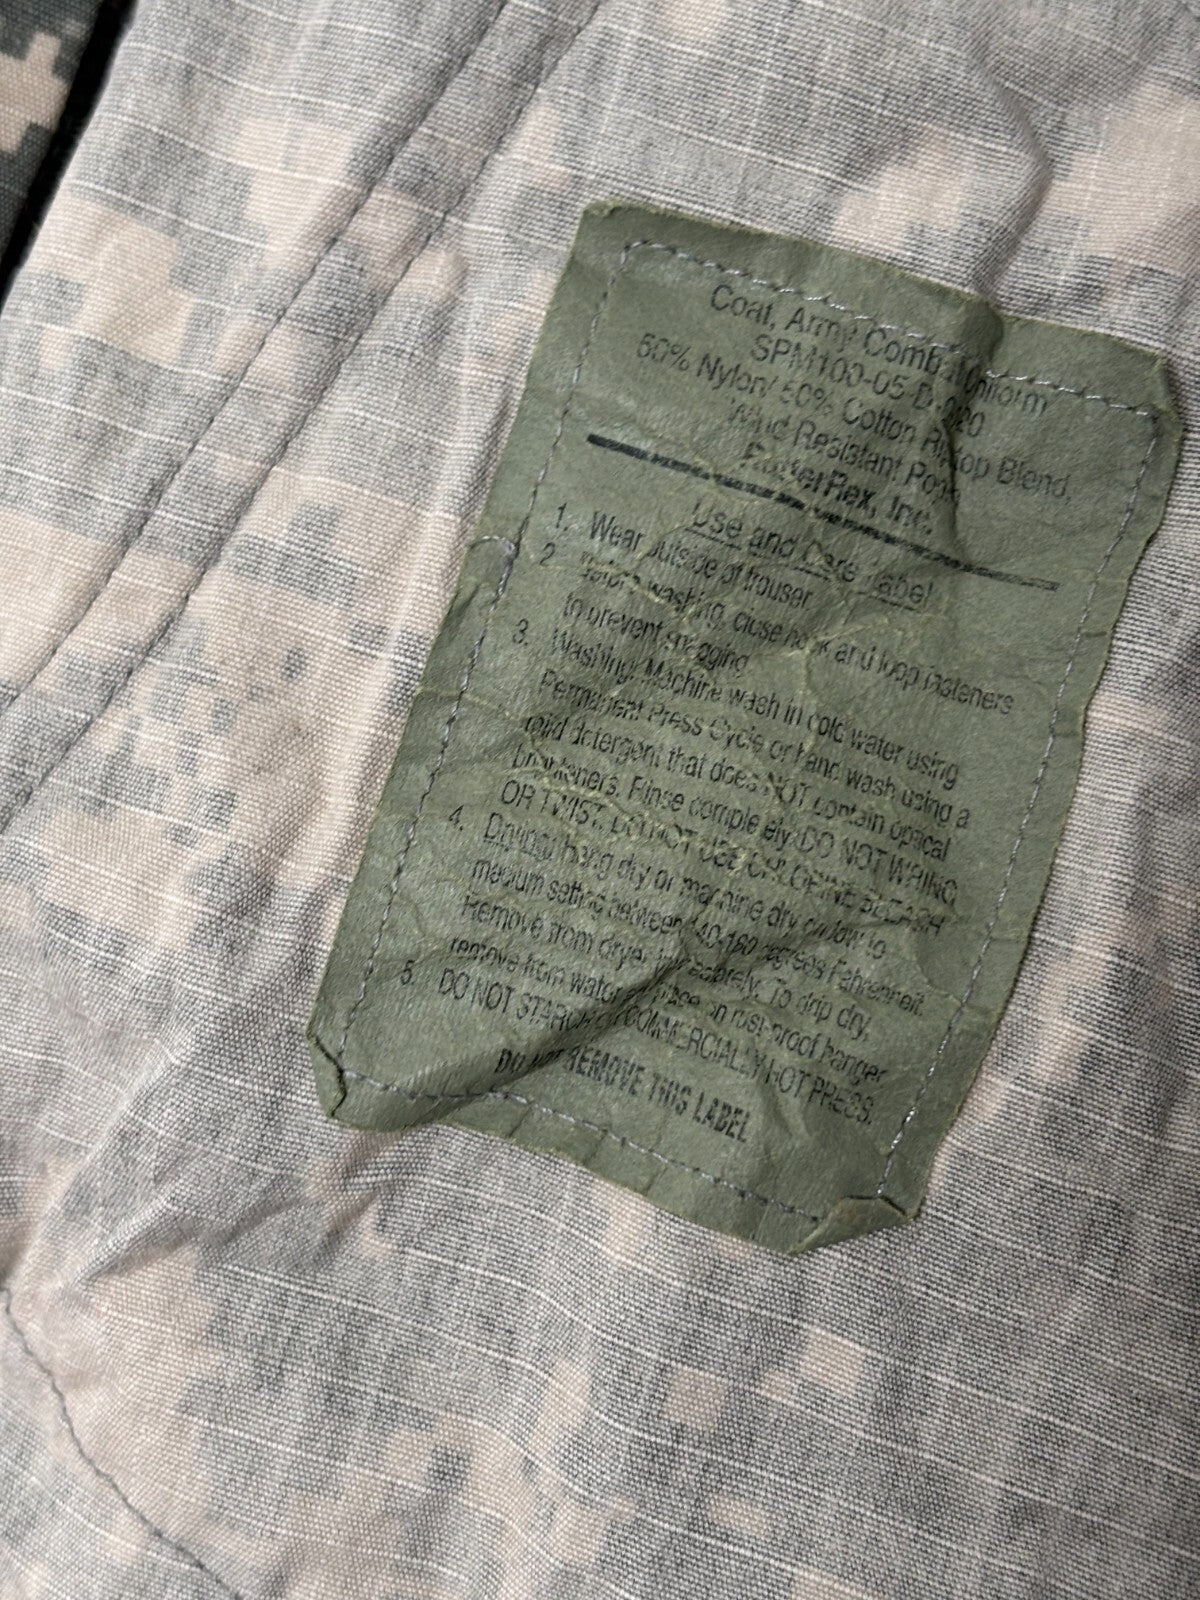 Coat, Army Combat Uniform
SPM100-05-D-
50% Nylon/ 50% Cotton Ripstop Blend,
Wind Resistant Poplin
RutterRex, Inc.
Use and Care Label
1. Wear outside of trouser
2. Before washing, close hook and loop fasteners
to prevent snagging
3. Washing: Machine wash in cold water using
Permanent Press Cycle or hand wash using a
mild detergent that does NOT contain optical
brighteners. Rinse completely. DO NOT WRING
OR TWIST. DO NOT USE CHLORINE BLEACH
4. Drying: hang dry or machine dry on low to
medium setting between 140-160 degrees Fahrenheit.
Remove from dryer immediately. To drip dry,
remove from water and place on rust-proof hanger
5. DO NOT STARCH OR COMMERCIALLY HOT PRESS.
DO NOT REMOVE THIS LABEL